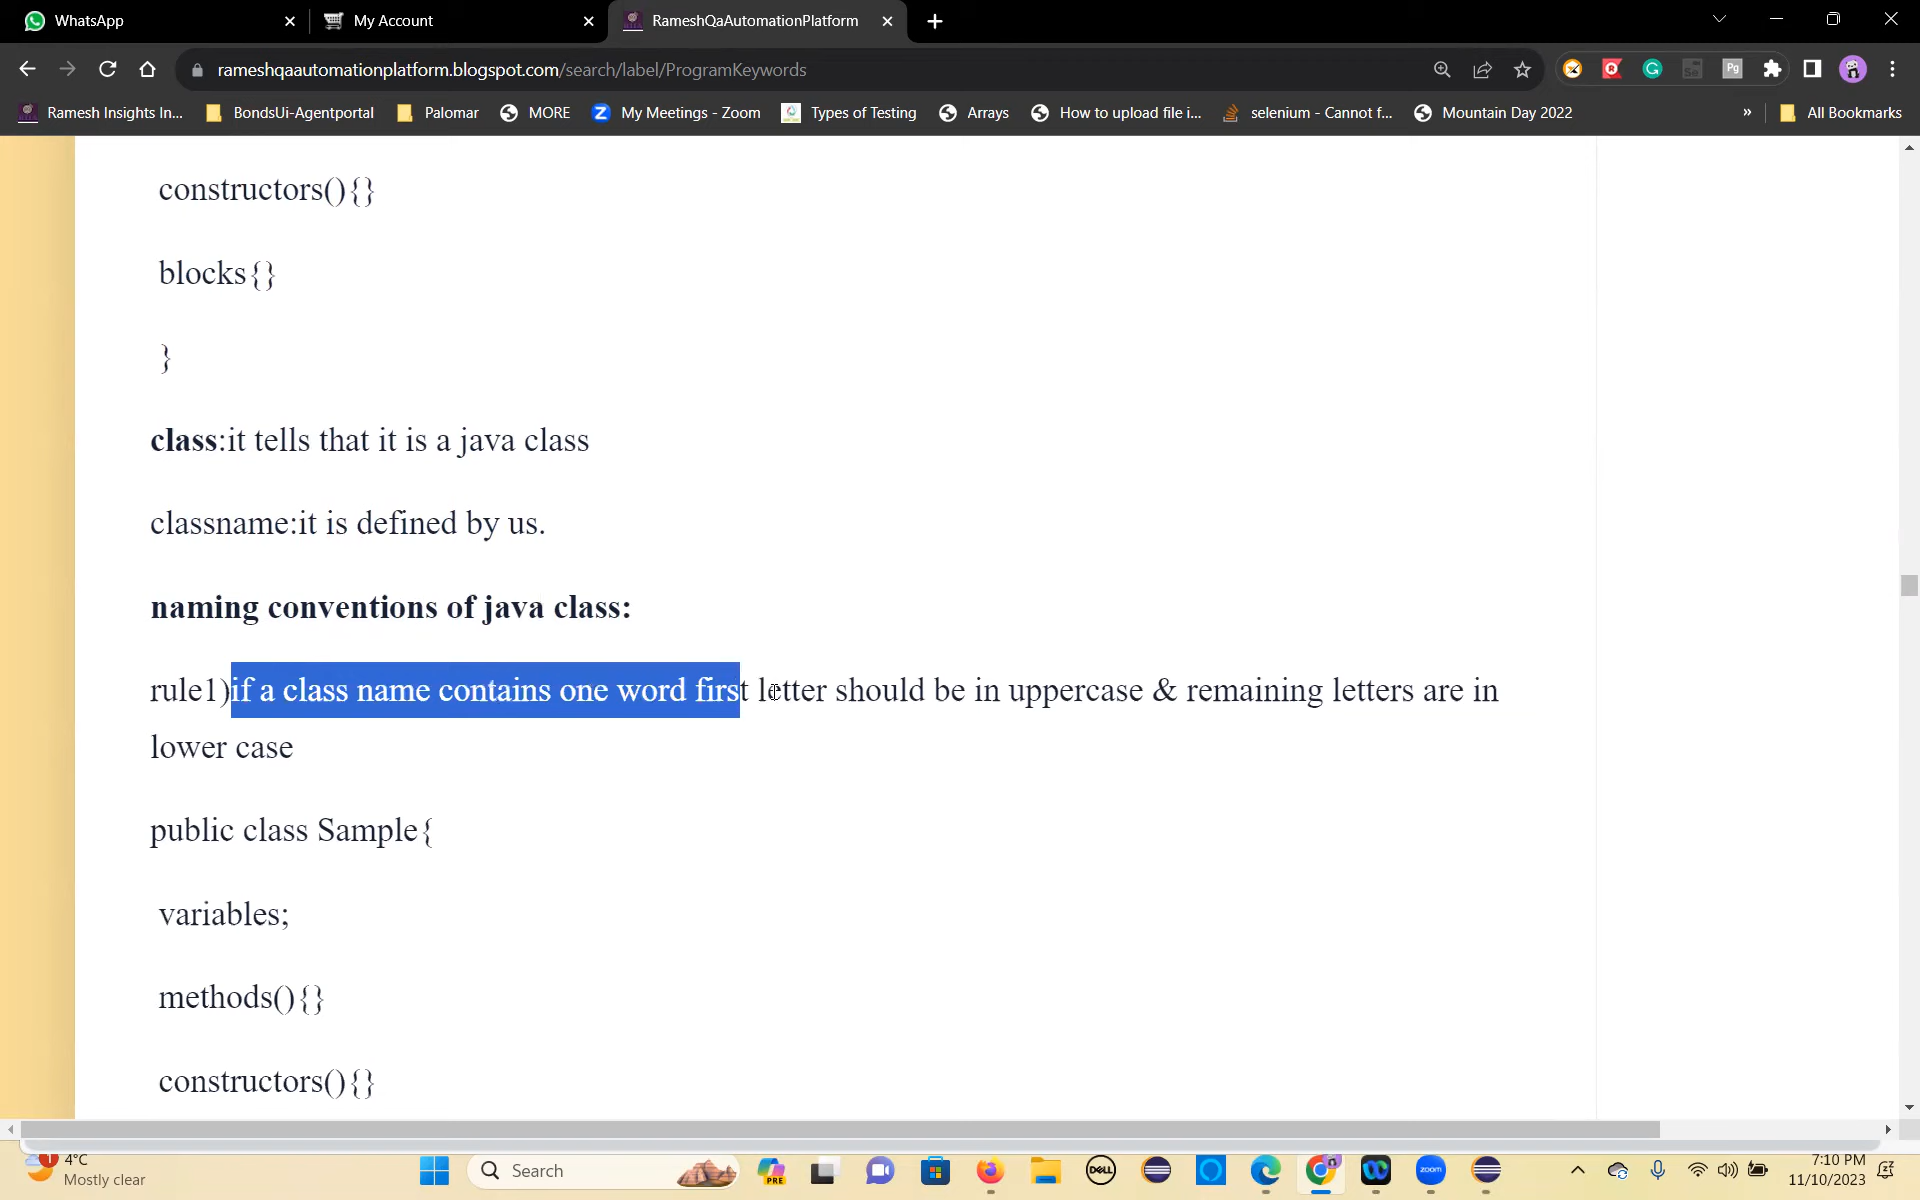 WhatsApp
My Account
RameshQaAutomationPlatform
rameshqaautomationplatform.blogspot.com/search/label/ProgramKeywords
Ramesh Insights In... BondsUi-Agentportal Palomar MORE My Meetings - Zoom Types of Testing Arrays How to upload file i... selenium - Cannot f... Mountain Day 2022 » All Bookmarks
constructors(){}
blocks{}
}
class:it tells that it is a java class
classname:it is defined by us.
naming conventions of java class:
rule1)if a class name contains one word first letter should be in uppercase & remaining letters are in
lower case
public class Sample{
variables;
methods(){}
constructors(){}
1
4°C
Mostly clear
Search
PRE
DELL
zoom
7:10 PM
11/10/2023